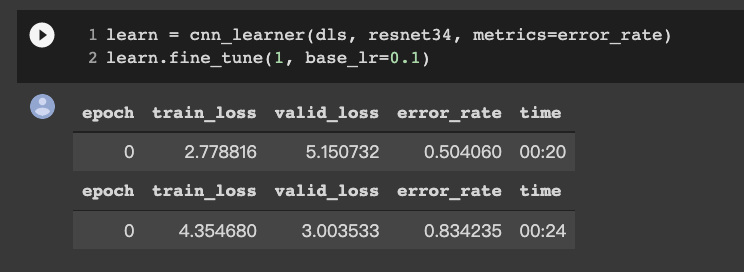 1 learn = cnn_learner(dls, resnet34, metrics=error_rate)
2 learn.fine_tune(1, base_lr=0.1)
epoch train_loss valid_loss error_rate time
0 2.778816 5.150732 0.504060 00:20
epoch train_loss valid_loss error_rate time
0 4.354680 3.003533 0.834235 00:24